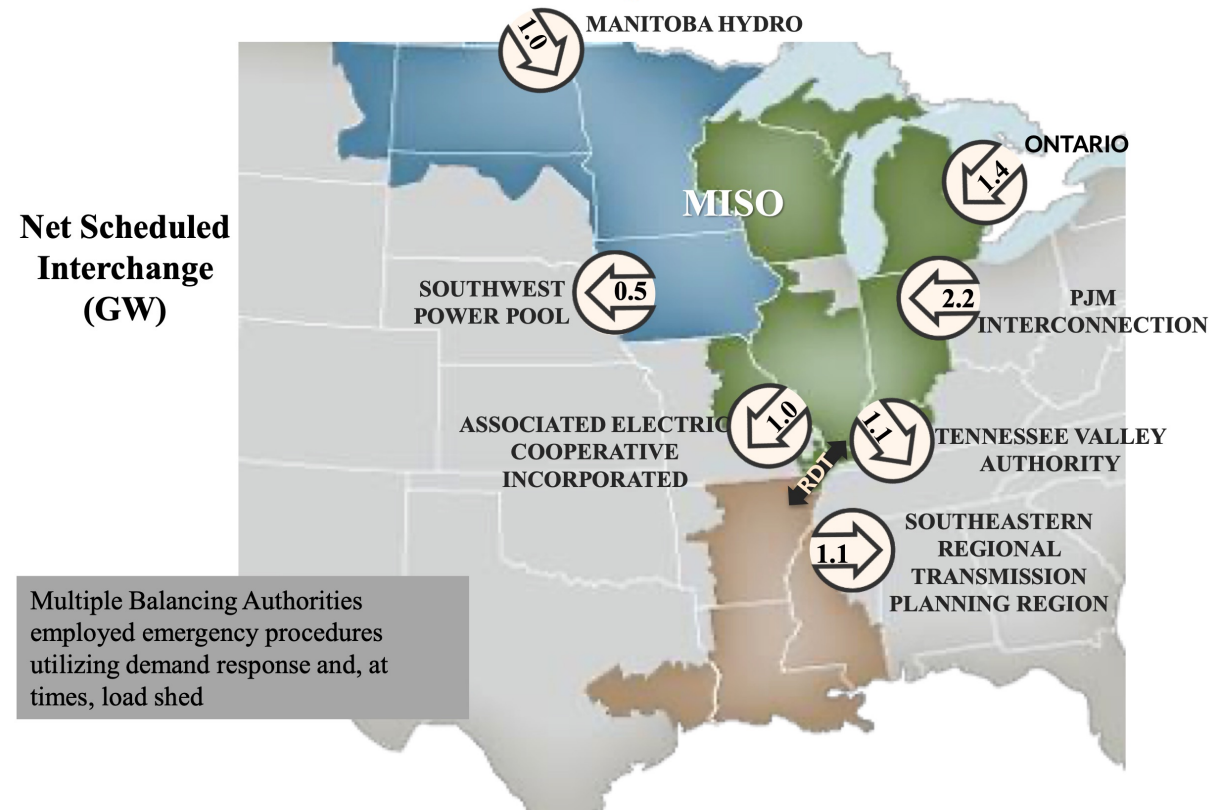 1.0
MANITOBA HYDRO
ONTARIO
1.4
MISO
Net Scheduled
Interchange
(GW)
SOUTHWEST
POWER POOL
0.5
2.2
PJM
INTERCONNECTION
ASSOCIATED ELECTRIC
COOPERATIVE
INCORPORATED
1.0
1.1
TENNESSEE VALLEY
AUTHORITY
RDT
1.1
SOUTHEASTERN
REGIONAL
TRANSMISSION
PLANNING REGION
Multiple Balancing Authorities
employed emergency procedures
utilizing demand response and, at
times, load shed